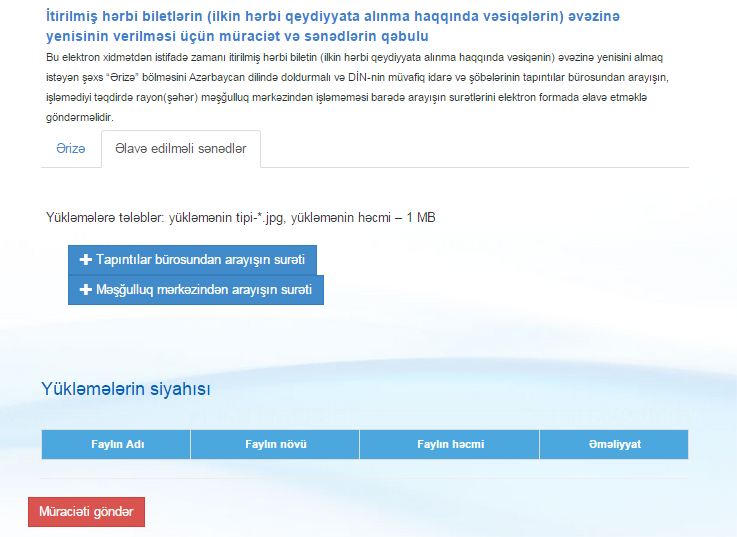 İtirilmiş hərbi biletlərin (ilkin hərbi qeydiyyata alınma haqqında vəsiqələrin) əvəzinə
yenisinin verilməsi üçün müraciət və sənədlərin qəbulu
Bu elektron xidmətdən istifadə zamanı itirilmiş hərbi biletin (ilkin hərbi qeydiyyata alınma haqqında vəsiqənin) əvəzinə yenisini almaq
istəyən şəxs “Ərizə” bölməsini Azərbaycan dilində doldurmalı və DİN-nin müvafiq idarə və şöbələrinin tapıntılar bürosundan arayışın,
işləmədiyi təqdirdə rayon(şəhər) məşğulluq mərkəzindən işləməməsi barədə arayışın surətlərini elektron formada əlavə etməklə
göndərməlidir.
Ərizə Əlavə edilməli sənədlər
Yükləmələrə tələblər: yükləmənin tipi-*.jpg, yükləmənin həcmi – 1 MB
Tapıntılar bürosundan arayışın surəti
Məşğulluq mərkəzindən arayışın surəti
Yükləmələrin siyahısı
Faylın Adı Faylın növü Faylın həcmi Əməliyyat
Müraciəti göndər